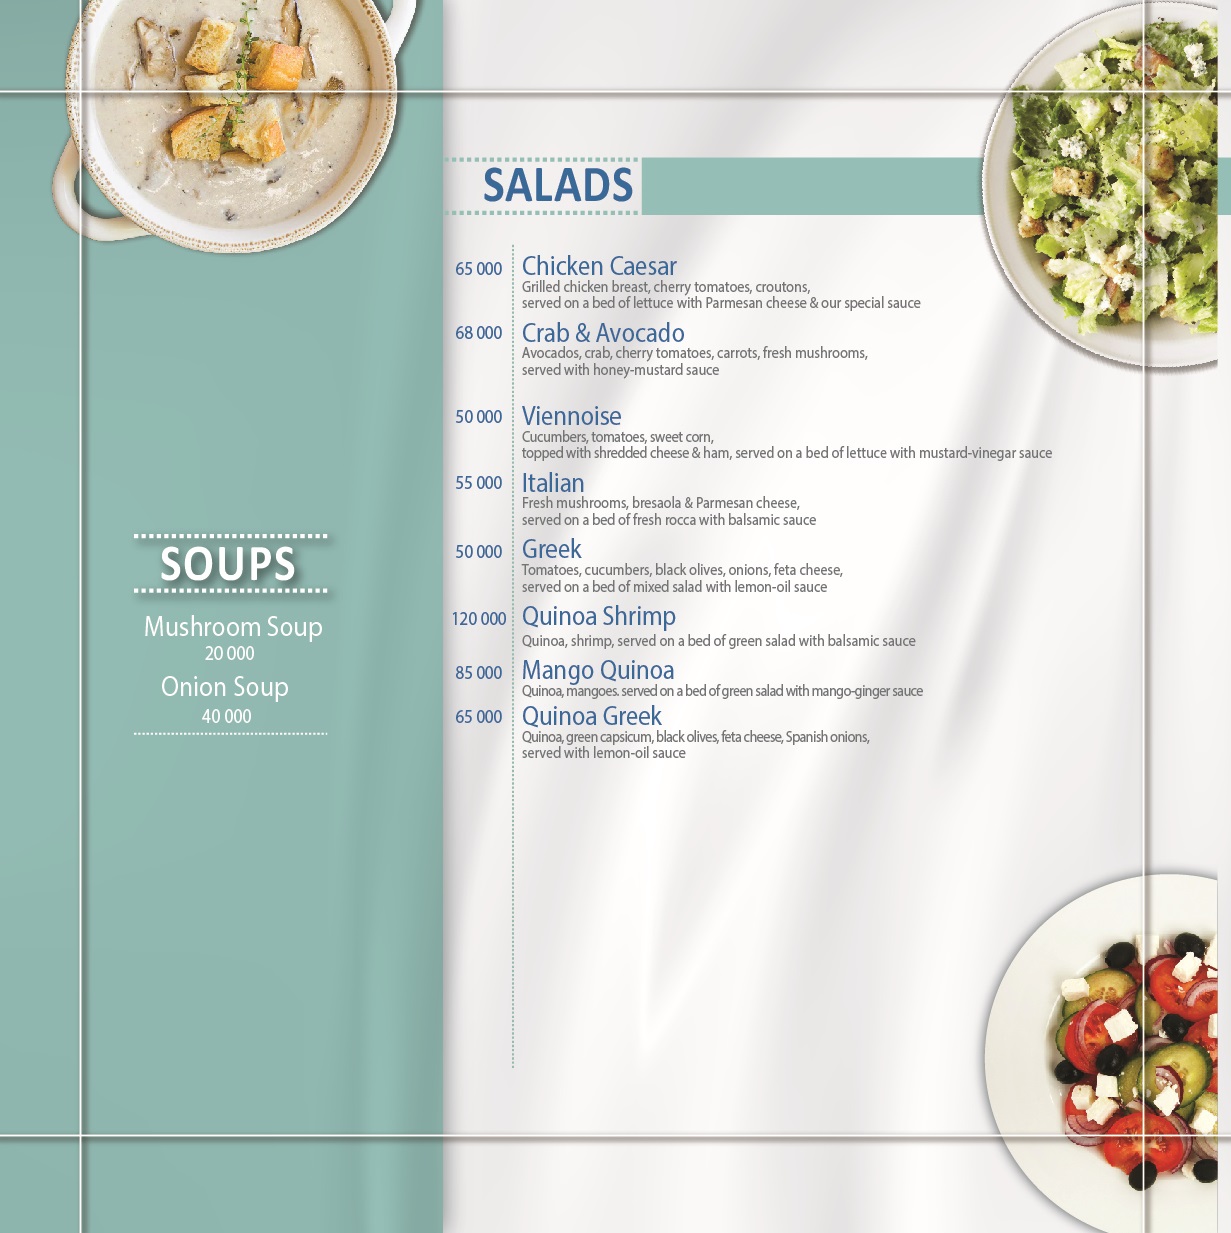 SOUPS
Mushroom Soup
20 000
Onion Soup
40 000
SALADS
65 000 Chicken Caesar
Grilled chicken breast, cherry tomatoes, croutons,
served on a bed of lettuce with Parmesan cheese & our special sauce
68 000 Crab & Avocado
Avocados, crab, cherry tomatoes, carrots, fresh mushrooms,
served with honey-mustard sauce
50 000 Viennoise
Cucumbers, tomatoes, sweet corn,
topped with shredded cheese & ham, served on a bed of lettuce with mustard-vinegar sauce
55 000 Italian
Fresh mushrooms, bresaola & Parmesan cheese,
served on a bed of fresh rocca with balsamic sauce
50 000 Greek
Tomatoes, cucumbers, black olives, onions, feta cheese,
served on a bed of mixed salad with lemon-oil sauce
120 000 Quinoa Shrimp
Quinoa, shrimp, served on a bed of green salad with balsamic sauce
85 000 Mango Quinoa
Quinoa, mangoes. served on a bed of green salad with mango-ginger sauce
65 000 Quinoa Greek
Quinoa, green capsicum, black olives, feta cheese, Spanish onions,
served with lemon-oil sauce